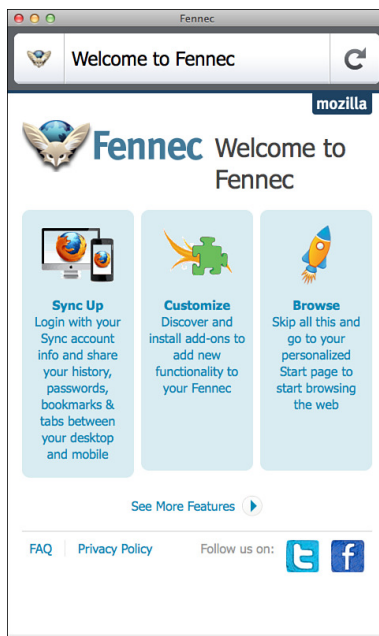 Fennec
Welcome to Fennec
mozilla
Fennec
Welcome to
Fennec
Sync Up
Login with your
Sync account
info and share
your history,
passwords,
bookmarks &
tabs between
your desktop
and mobile
Customize
Discover and
install add-ons to
add new
functionality to
your Fennec
Browse
Skip all this and
go to your
personalized
Start page to
start browsing
the web
See More Features
FAQ
Privacy Policy
Follow us on: